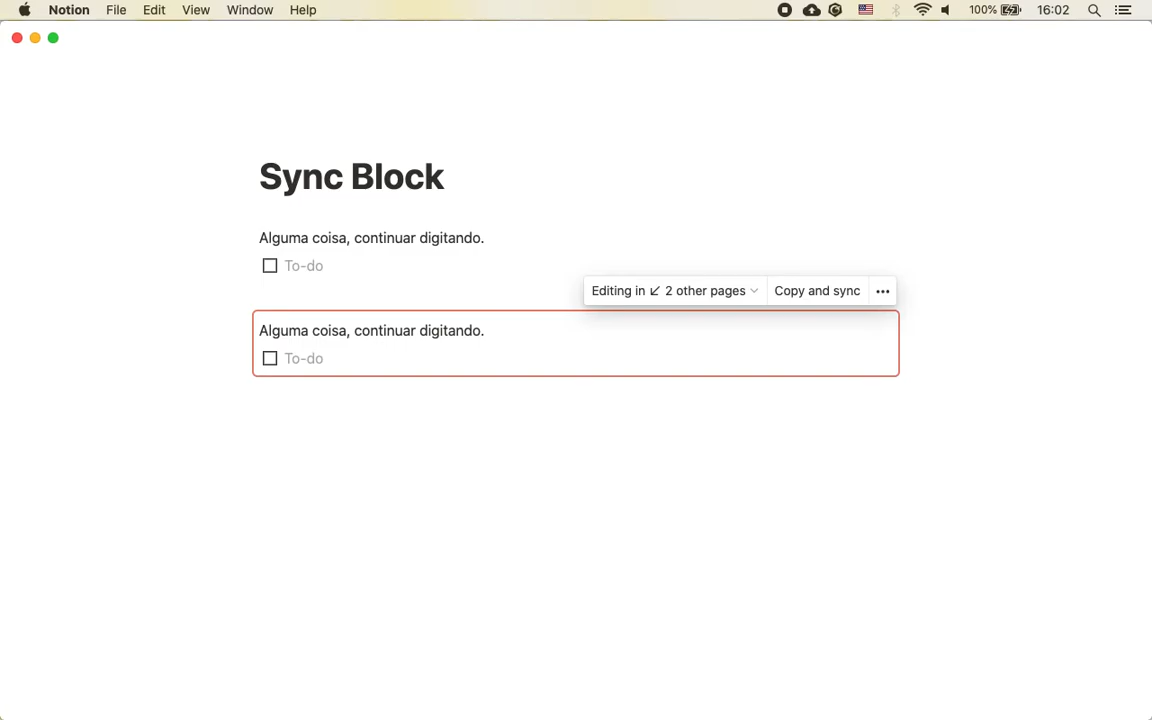 Notion File Edit View Window Help 100% 16:02
Sync Block
Alguma coisa, continuar digitando.
To-do
Editing in ↙ 2 other pages Copy and sync •••
Alguma coisa, continuar digitando.
To-do